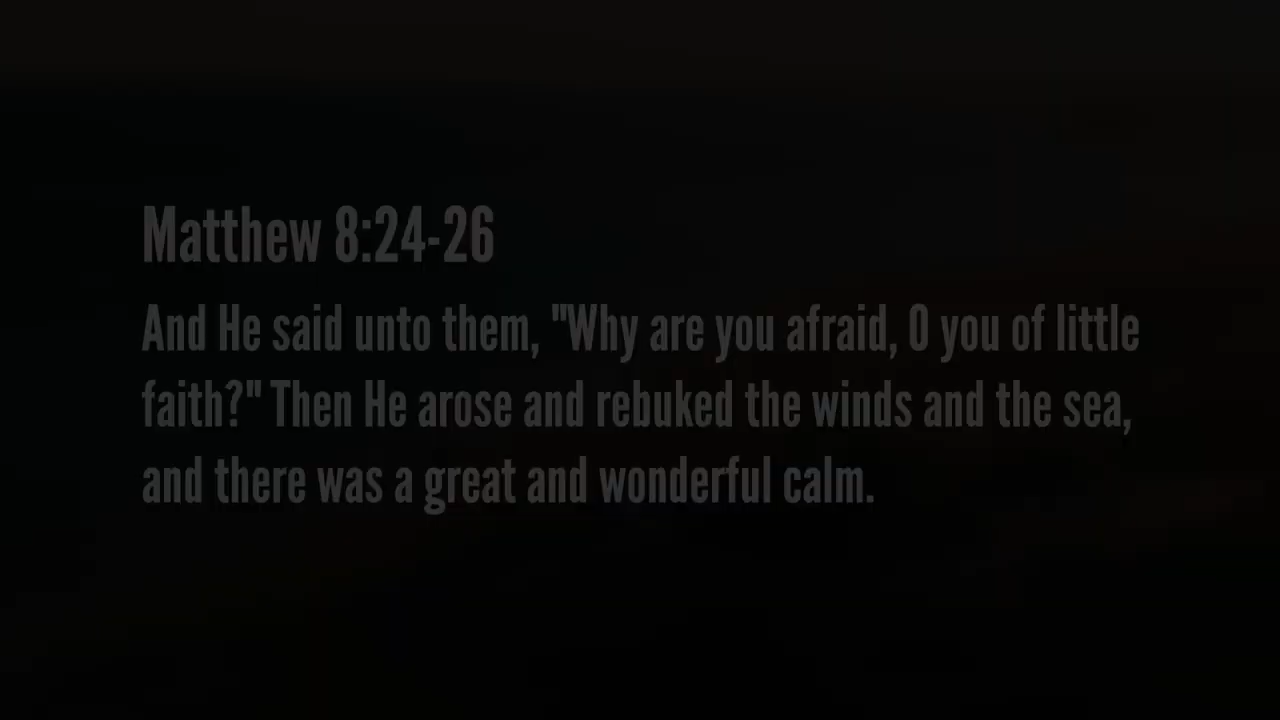 Matthew 8:24-26
And He said unto them, "Why are you afraid, O you of little
faith?" Then He arose and rebuked the winds and the sea,
and there was a great and wonderful calm.